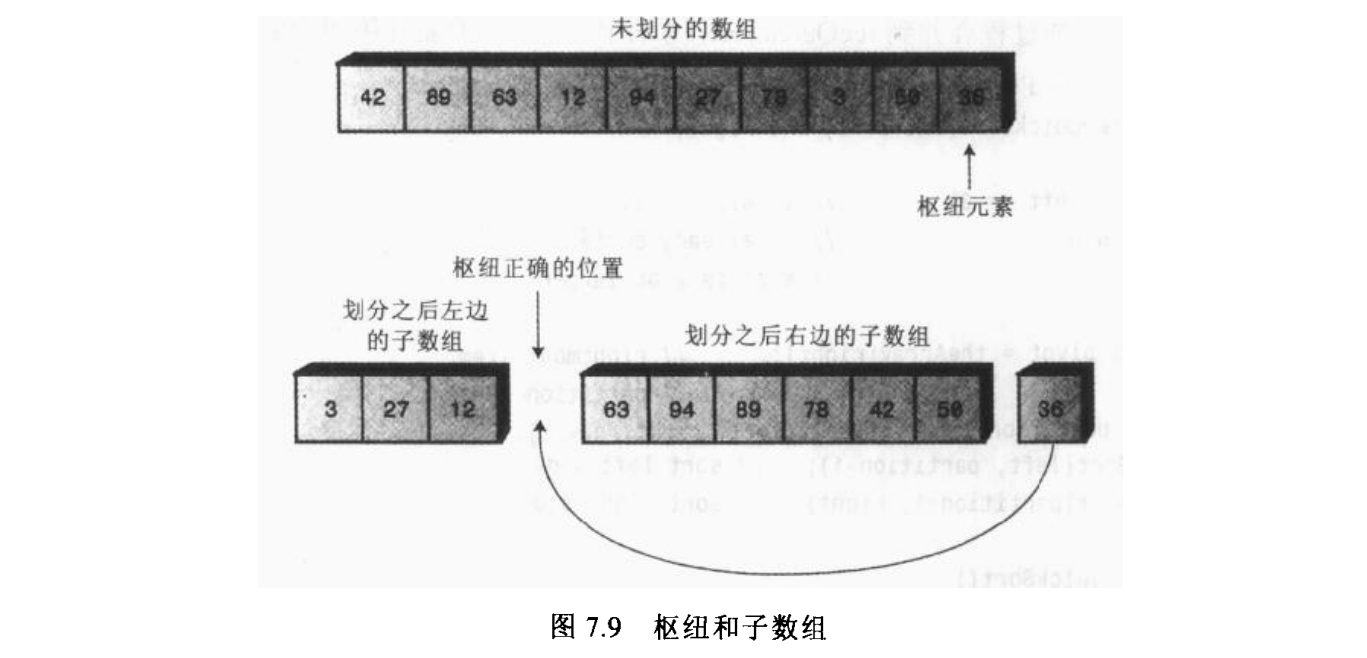 未划分的数组
42 89 63 12 94 27 78 3 50 36
枢纽元素
枢纽正确的位置
划分之后左边
的子数组
划分之后右边的子数组
3 27 12
63 94 89 78 42 50
36
图 7.9 枢纽和子数组